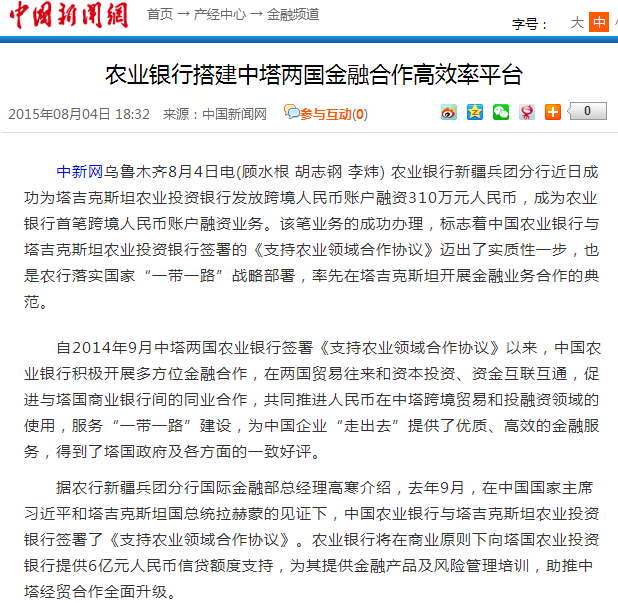 中国新闻网 首页 → 产经中心 → 金融频道 字号： 大 中
农业银行搭建中塔两国金融合作高效率平台
2015年08月04日 18:32 来源：中国新闻网 参与互动(0) 0
中新网乌鲁木齐8月4日电(顾水根 胡志钢 李炜) 农业银行新疆兵团分行近日成
功为塔吉克斯坦农业投资银行发放跨境人民币账户融资310万元人民币，成为农业
银行首笔跨境人民币账户融资业务。该笔业务的成功办理，标志着中国农业银行与
塔吉克斯坦农业投资银行签署的《支持农业领域合作协议》迈出了实质性一步，也
是农行落实国家“一带一路”战略部署，率先在塔吉克斯坦开展金融业务合作的典
范。
自2014年9月中塔两国农业银行签署《支持农业领域合作协议》以来，中国农
业银行积极开展多方位金融合作，在两国贸易往来和资本投资、资金互联互通，促
进与塔国商业银行间的同业合作，共同推进人民币在中塔跨境贸易和投融资领域的
使用，服务“一带一路”建设，为中国企业“走出去”提供了优质、高效的金融服
务，得到了塔国政府及各方面的一致好评。
据农行新疆兵团分行国际金融部总经理高寒介绍，去年9月，在中国国家主席
习近平和塔吉克斯坦国总统拉赫蒙的见证下，中国农业银行与塔吉克斯坦农业投资
银行签署了《支持农业领域合作协议》。农业银行将在商业原则下向塔国农业投资
银行提供6亿元人民币信贷额度支持，为其提供金融产品及风险管理培训，助推中
塔经贸合作全面升级。